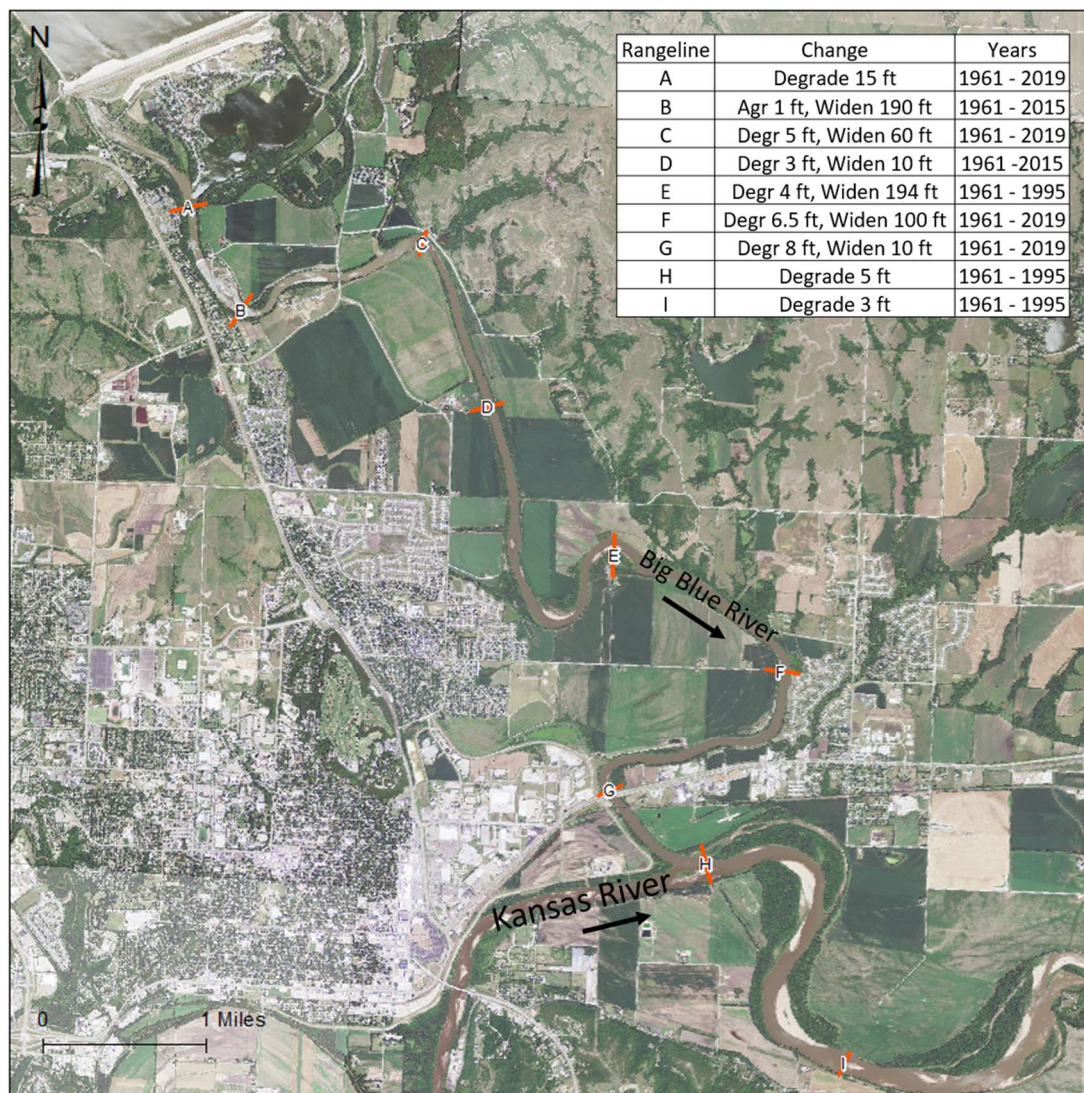 N
Rangeline Change Years
A Degrade 15 ft 1961 - 2019
B Agr 1 ft, Widen 190 ft 1961 - 2015
C Degr 5 ft, Widen 60 ft 1961 - 2019
D Degr 3 ft, Widen 10 ft 1961 -2015
E Degr 4 ft, Widen 194 ft 1961 - 1995
F Degr 6.5 ft, Widen 100 ft 1961 - 2019
G Degr 8 ft, Widen 10 ft 1961 - 2019
H Degrade 5 ft 1961 - 1995
I Degrade 3 ft 1961 - 1995
A
C
B
D
E
Big Blue River
F
G
H
Kansas River
0 1 Miles
I